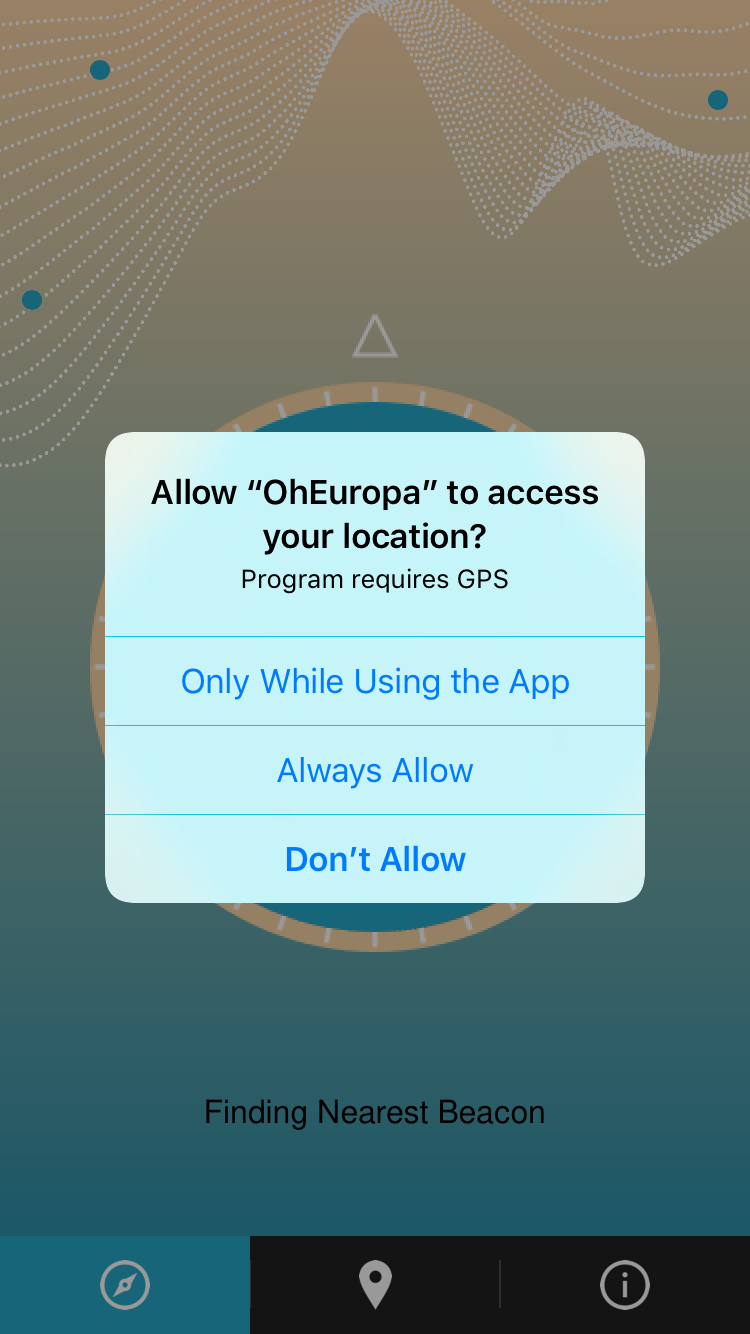 Allow “OhEuropa” to access
your location?
Program requires GPS
Only While Using the App
Always Allow
Don’t Allow
Finding Nearest Beacon